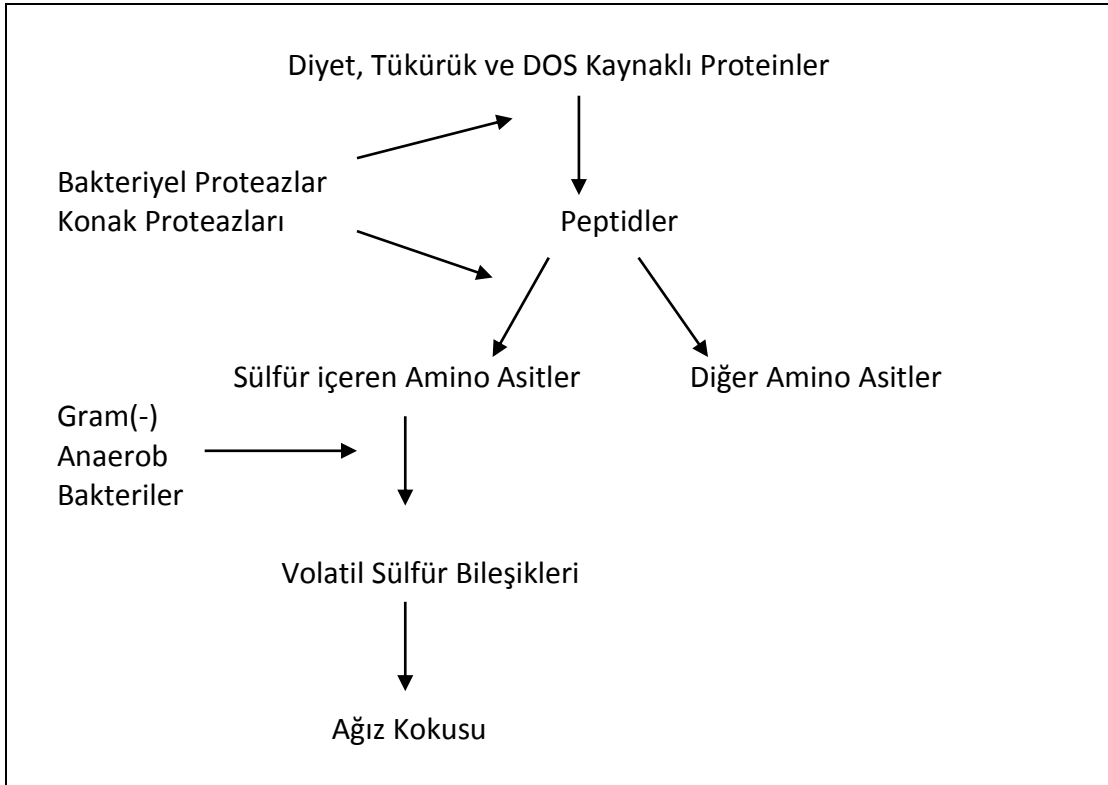 Diyet, Tükürük ve DOS Kaynaklı Proteinler
Bakteriyel Proteazlar
Konak Proteazları
Peptidler
Sülfür içeren Amino Asitler
Diğer Amino Asitler
Gram(-)
Anaerob
Bakteriler
Volatil Sülfür Bileşikleri
Ağız Kokusu